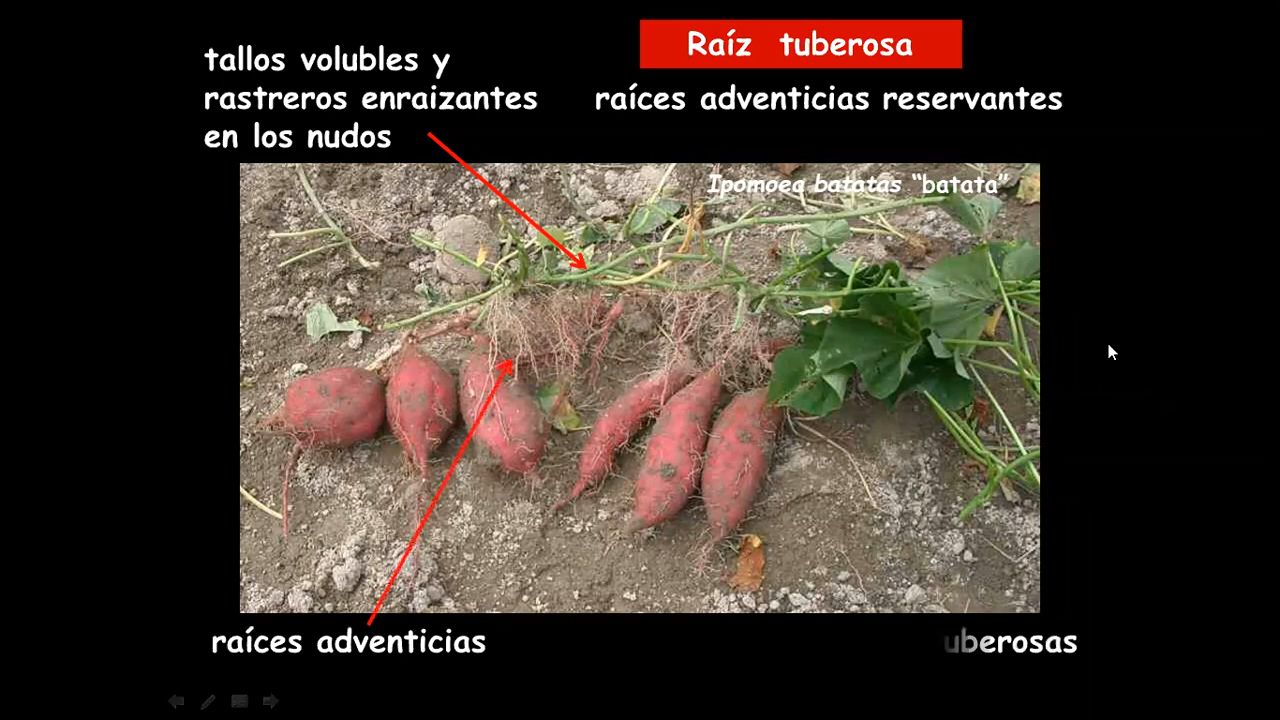 tallos volubles y
rastreros enraizantes
en los nudos
Raíz tuberosa
raíces adventicias reservantes
Ipomoea batatas “batata”
raíces adventicias
uberosas